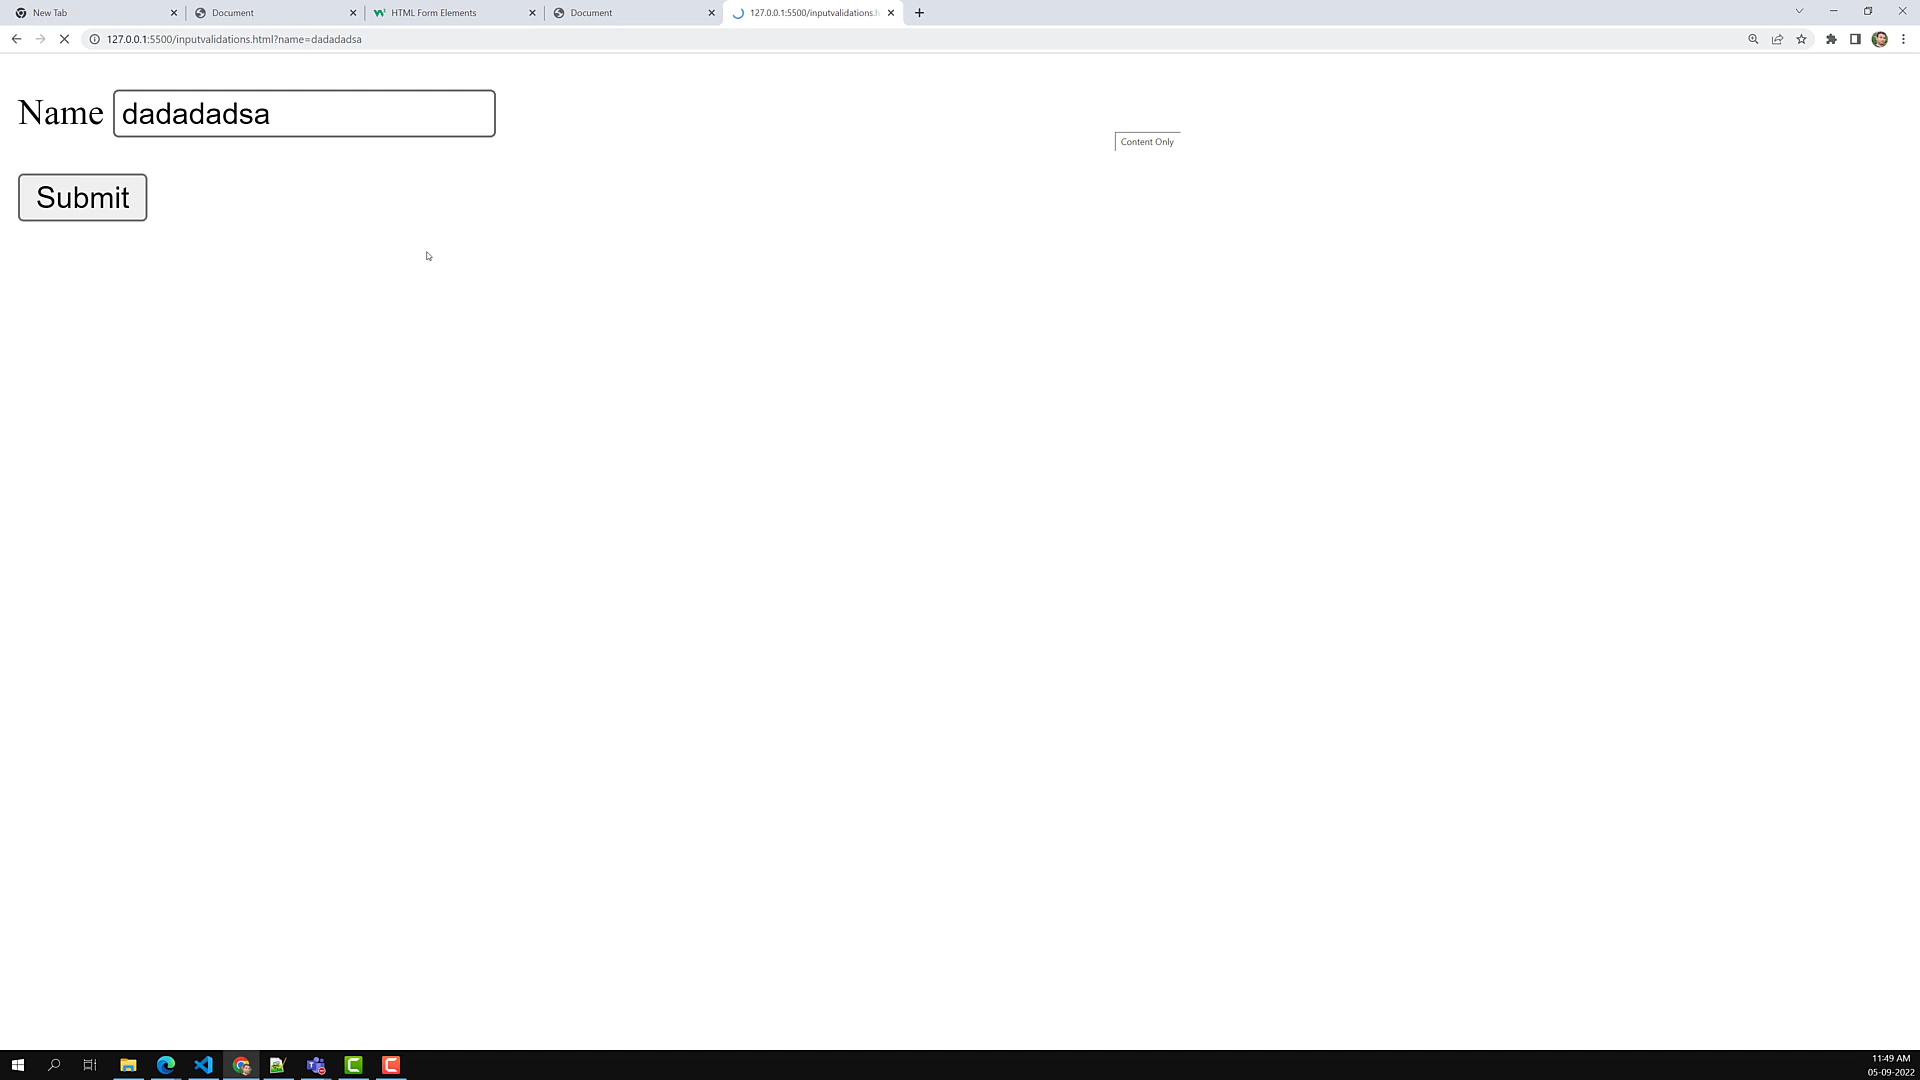 New Tab
Document
HTML Form Elements
Document
127.0.0.1:5500/inputvalidations.h
127.0.0.1:5500/inputvalidations.html?name=dadadadsa
Name dadadadsa
Content Only
Submit
11:49 AM
05-09-2022